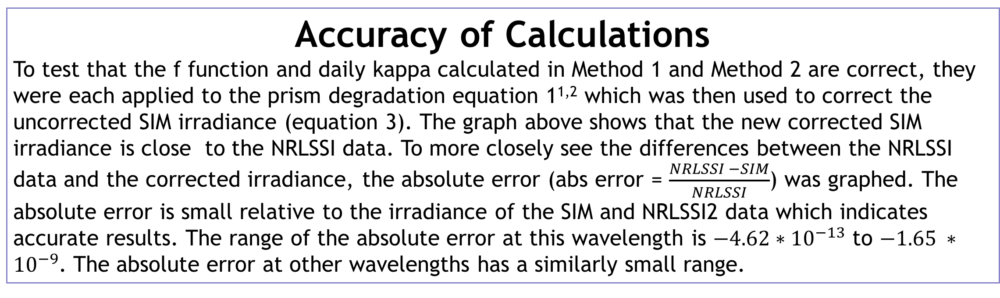 Accuracy of Calculations
To test that the f function and daily kappa calculated in Method 1 and Method 2 are correct, they
were each applied to the prism degradation equation 1¹,² which was then used to correct the
uncorrected SIM irradiance (equation 3). The graph above shows that the new corrected SIM
irradiance is close  to the NRLSSI data. To more closely see the differences between the NRLSSI
data and the corrected irradiance, the absolute error (abs error = \frac{NRLSSI −SIM}{NRLSSI}) was graphed. The
absolute error is small relative to the irradiance of the SIM and NRLSSI2 data which indicates
accurate results. The range of the absolute error at this wavelength is −4.62 ∗ 10⁻¹³ to −1.65 ∗
10⁻⁹. The absolute error at other wavelengths has a similarly small range.